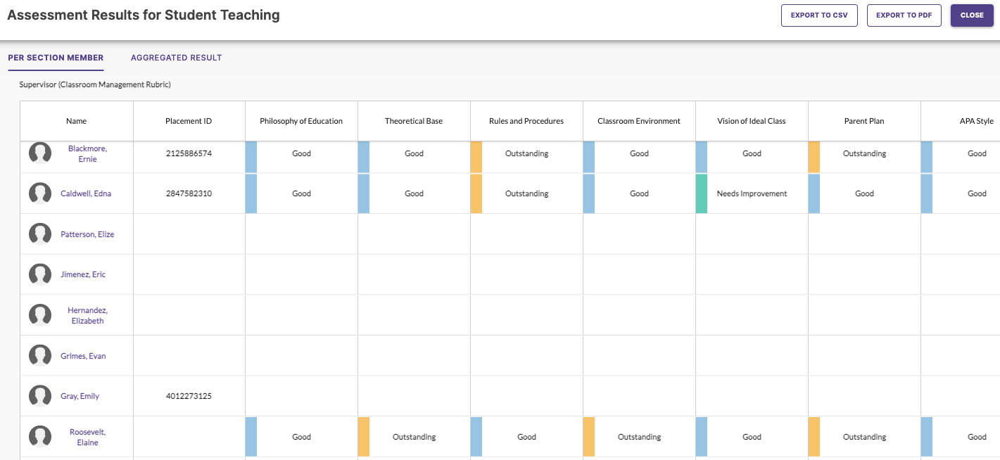 Assessment Results for Student Teaching
EXPORT TO CSV
EXPORT TO PDF
CLOSE
PER SECTION MEMBER
AGGREGATED RESULT
Supervisor (Classroom Management Rubric)
Name Placement ID Philosophy of Education Theoretical Base Rules and Procedures Classroom Environment Vision of Ideal Class Parent Plan APA Style
Blackmore,
Ernie
2125886574 Good Good Outstanding Good Good Outstanding Good
Caldwell, Edna 2847582310 Good Good Outstanding Good Needs Improvement Good Good
Patterson, Elize
Jimenez, Eric
Hernandez,
Elizabeth
Grimes, Evan
Gray, Emily 4012273125
Roosevelt,
Elaine
Good Outstanding Good Outstanding Good Outstanding Good